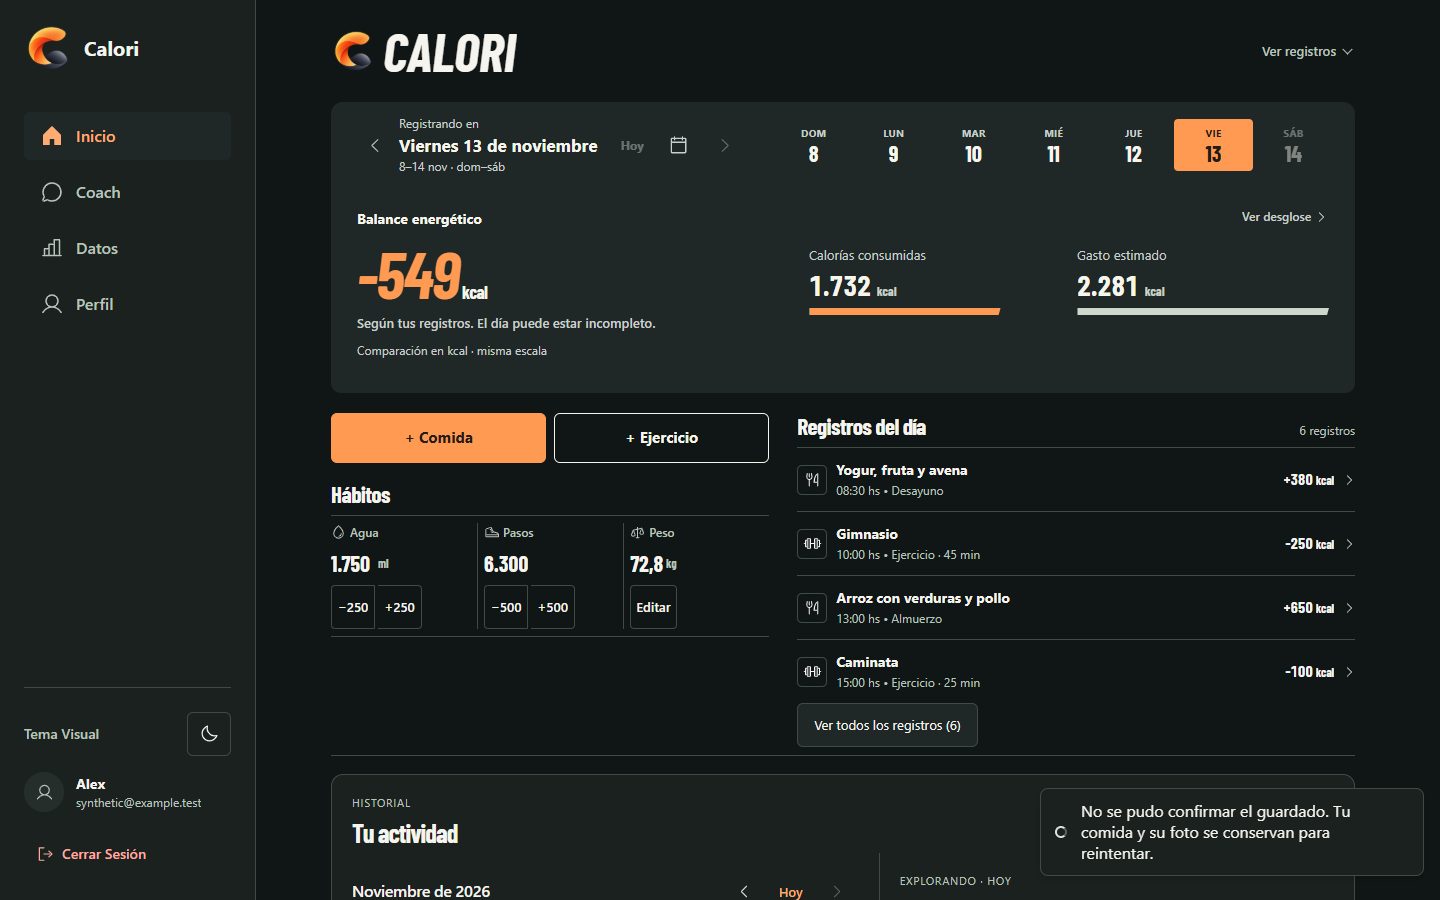 Calori
Inicio
Coach
Datos
Perfil
Tema Visual
Alex
synthetic@example.test
Cerrar Sesión
CALORI
Ver registros
Registrando en
Viernes 13 de noviembre
Hoy
8–14 nov · dom–sáb
DOM
8
LUN
9
MAR
10
MIÉ
11
JUE
12
VIE
13
SÁB
14
Balance energético
Ver desglose
-549 kcal
Según tus registros. El día puede estar incompleto.
Comparación en kcal · misma escala
Calorías consumidas
1.732 kcal
Gasto estimado
2.281 kcal
+ Comida
+ Ejercicio
Hábitos
Agua
1.750 ml
−250
+250
Pasos
6.300
−500
+500
Peso
72,8 kg
Editar
Registros del día
6 registros
Yogur, fruta y avena
08:30 hs • Desayuno
+380 kcal
Gimnasio
10:00 hs • Ejercicio · 45 min
-250 kcal
Arroz con verduras y pollo
13:00 hs • Almuerzo
+650 kcal
Caminata
15:00 hs • Ejercicio · 25 min
-100 kcal
Ver todos los registros (6)
HISTORIAL
Tu actividad
Noviembre de 2026
Hoy
EXPLORANDO · HOY
No se pudo confirmar el guardado. Tu
comida y su foto se conservan para
reintentar.